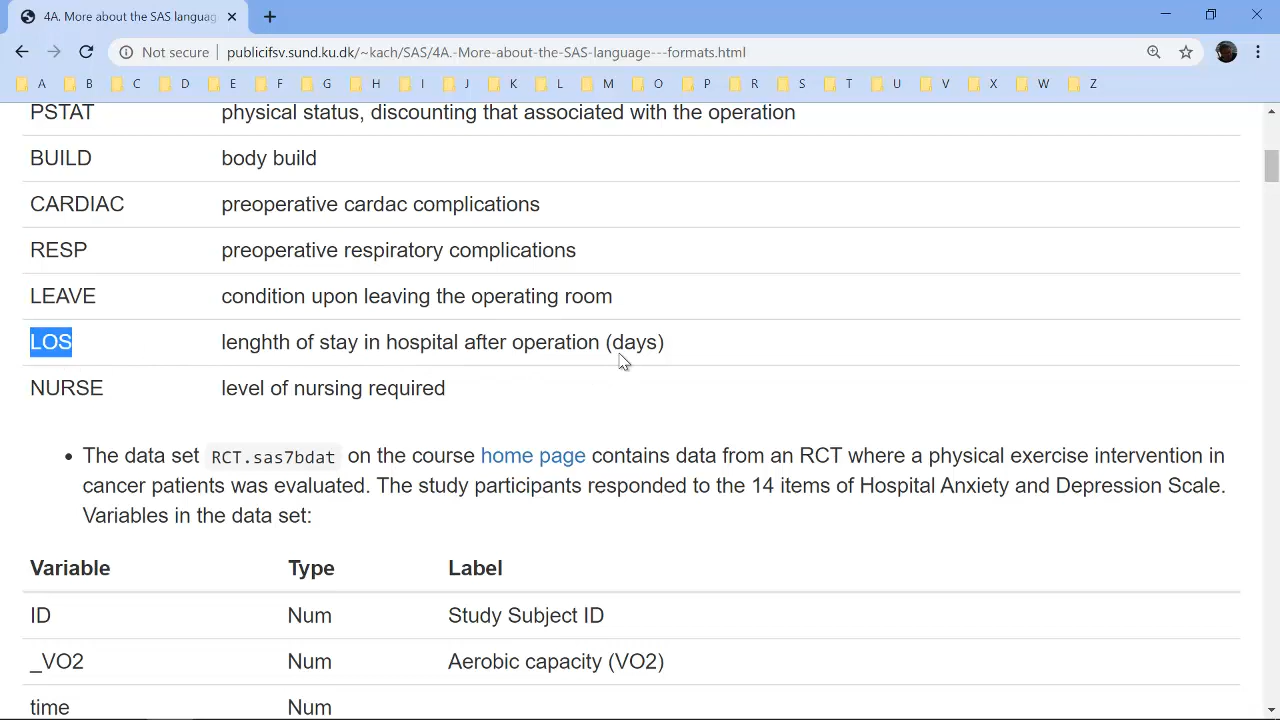 4A. More about the SAS languag
Not secure publicifsv.sund.ku.dk/~kach/SAS/4A.-More-about-the-SAS-language---formats.html
A B C D E F G H I J K L M O P R S T U V X W Z
PSTAT physical status, discounting that associated with the operation
BUILD body build
CARDIAC preoperative cardac complications
RESP preoperative respiratory complications
LEAVE condition upon leaving the operating room
LOS lenghth of stay in hospital after operation (days)
NURSE level of nursing required
• The data set RCT.sas7bdat on the course home page contains data from an RCT where a physical exercise intervention in
cancer patients was evaluated. The study participants responded to the 14 items of Hospital Anxiety and Depression Scale.
Variables in the data set:
Variable Type Label
ID Num Study Subject ID
_VO2 Num Aerobic capacity (VO2)
time Num